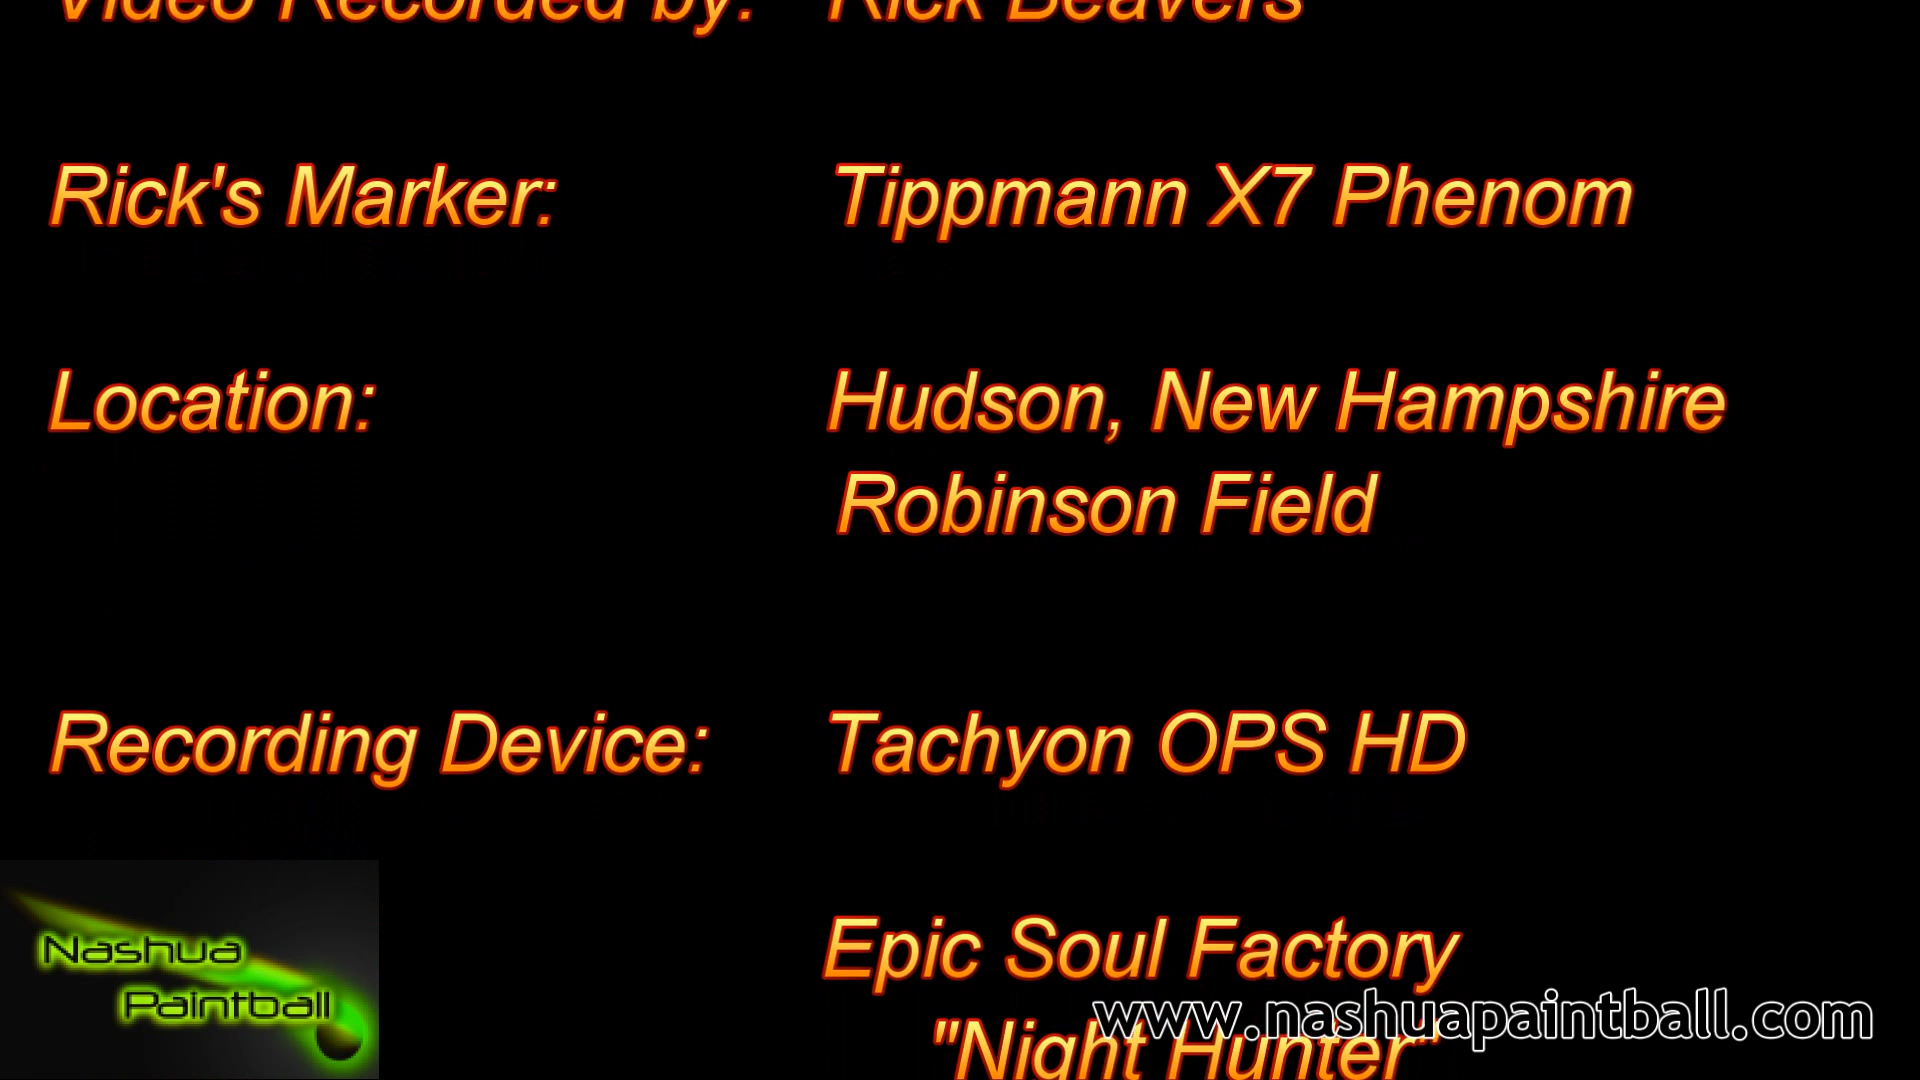 Video Recorded by: Rick Beavers
Rick's Marker: Tippmann X7 Phenom
Location: Hudson, New Hampshire
Robinson Field
Recording Device: Tachyon OPS HD
Epic Soul Factory
"Night Hunter"
Nashua
Paintball
www.nashuapaintball.com